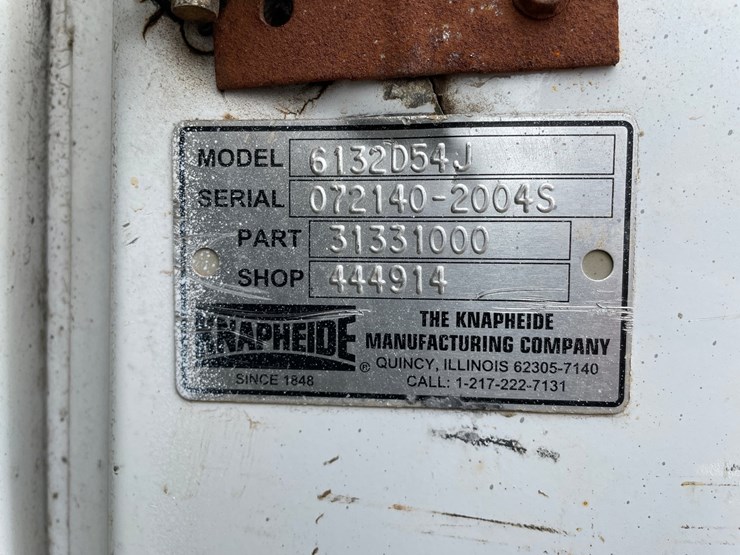 MODEL 6132D54J
SERIAL 072140-2004S
PART 31331000
SHOP 444914
KNAPHEIDE ®
SINCE 1848
THE KNAPHEIDE
MANUFACTURING COMPANY
QUINCY, ILLINOIS 62305-7140
CALL: 1-217-222-7131